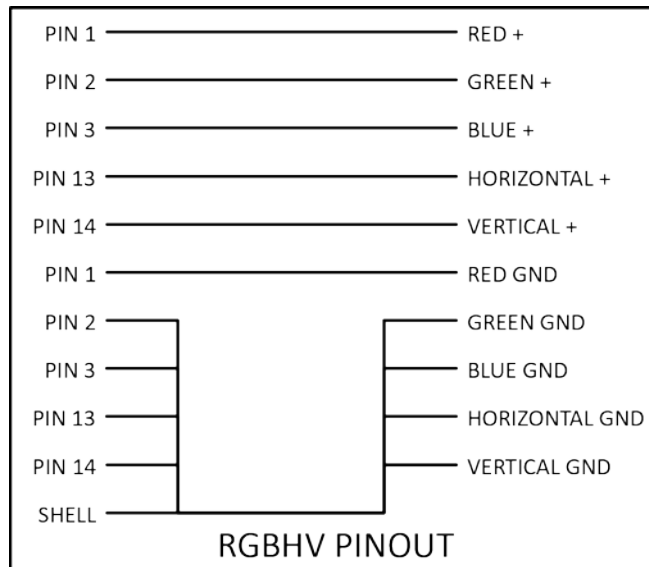 PIN 1 RED +
PIN 2 GREEN +
PIN 3 BLUE +
PIN 13 HORIZONTAL +
PIN 14 VERTICAL +
PIN 1 RED GND
PIN 2 GREEN GND
PIN 3 BLUE GND
PIN 13 HORIZONTAL GND
PIN 14 VERTICAL GND
SHELL
RGBHV PINOUT